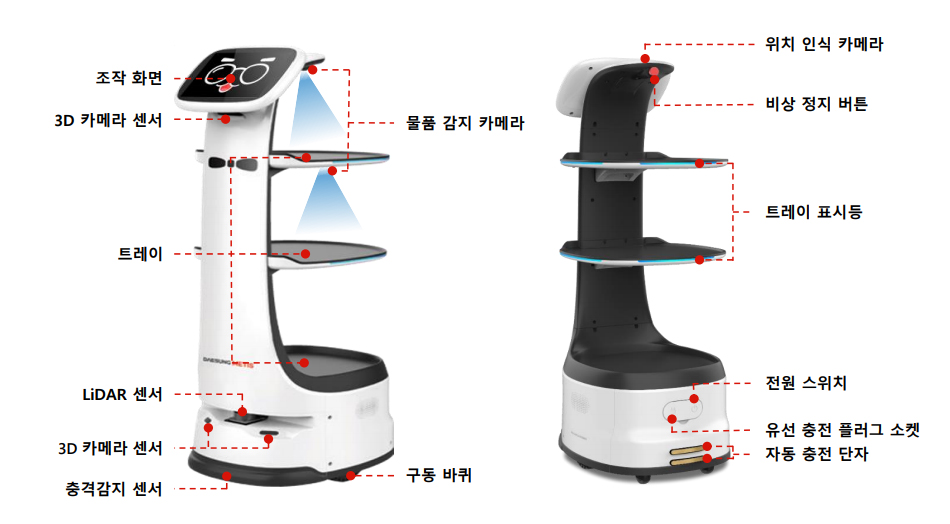 조작 화면
3D 카메라 센서
물품 감지 카메라
트레이
DAESUNG
LiDAR 센서
3D 카메라 센서
충격감지 센서
구동 바퀴
위치 인식 카메라
비상 정지 버튼
트레이 표시등
전원 스위치
유선 충전 플러그 소켓
자동 충전 단자